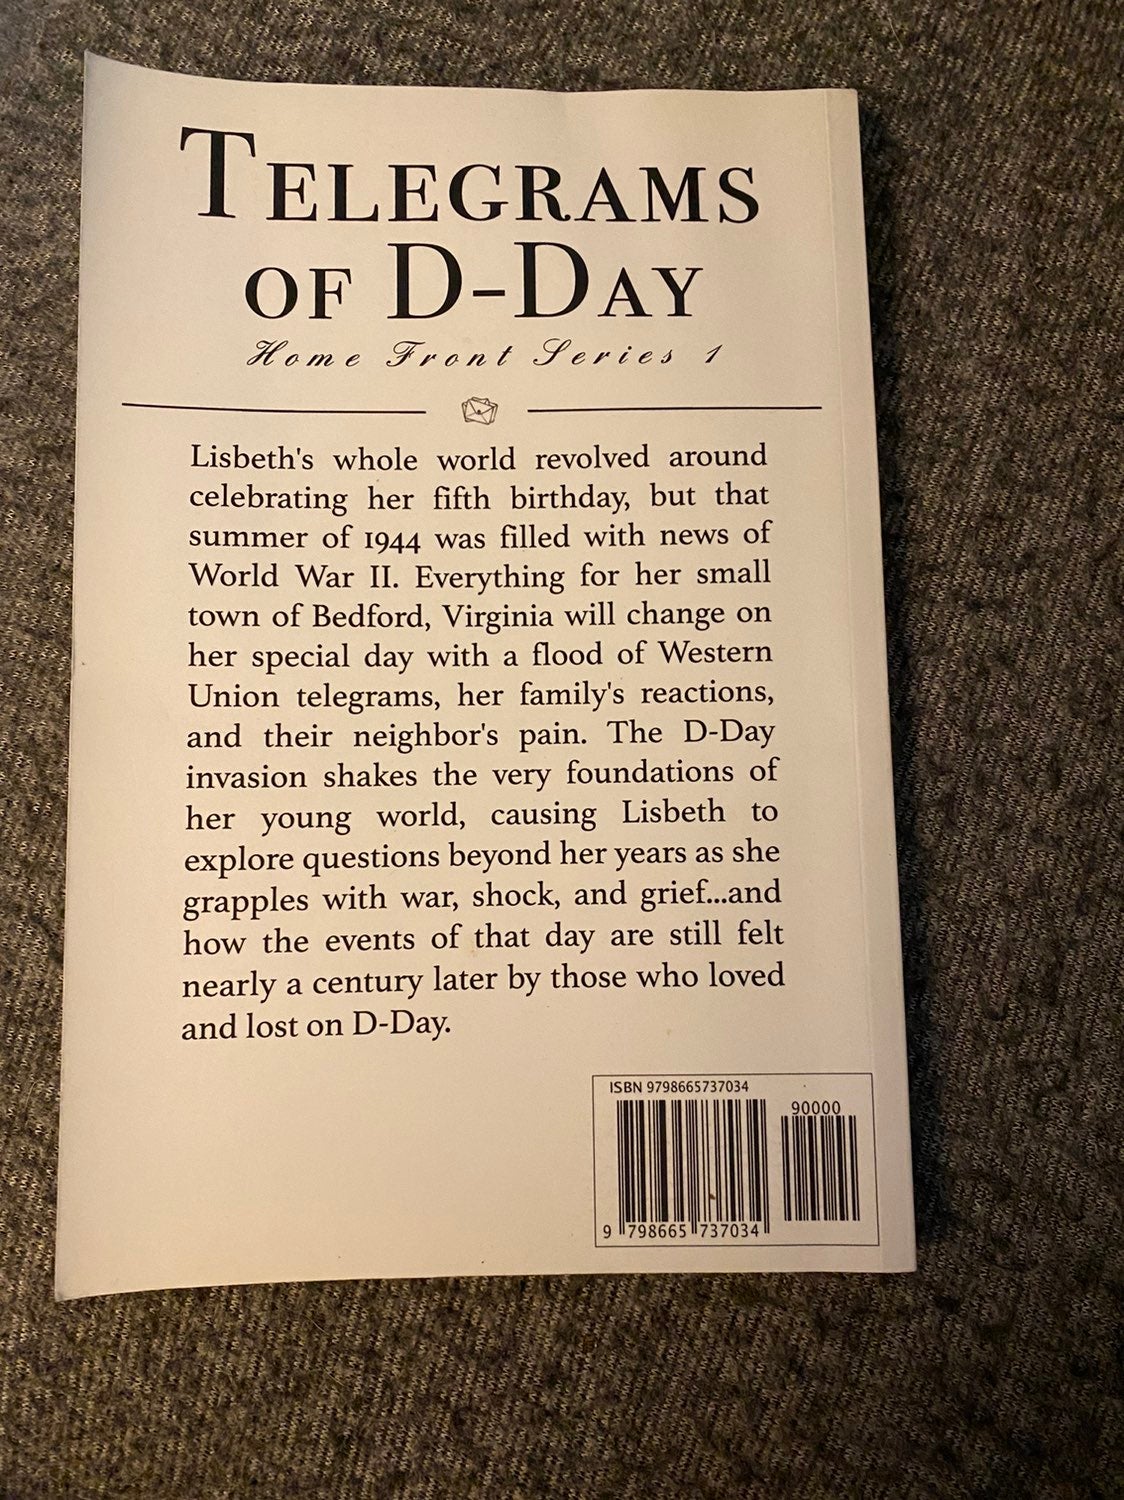 TELEGRAMS
OF D-DAY
Home Front Series 1
Lisbeth's whole world revolved around
celebrating her fifth birthday, but that
summer of 1944 was filled with news of
World War II. Everything for her small
town of Bedford, Virginia will change on
her special day with a flood of Western
Union telegrams, her family's reactions,
and their neighbor's pain. The D-Day
invasion shakes the very foundations of
her young world, causing Lisbeth to
explore questions beyond her years as she
grapples with war, shock, and grief...and
how the events of that day are still felt
nearly a century later by those who loved
and lost on D-Day.
ISBN 9798665737034
90000
9 798665 737034